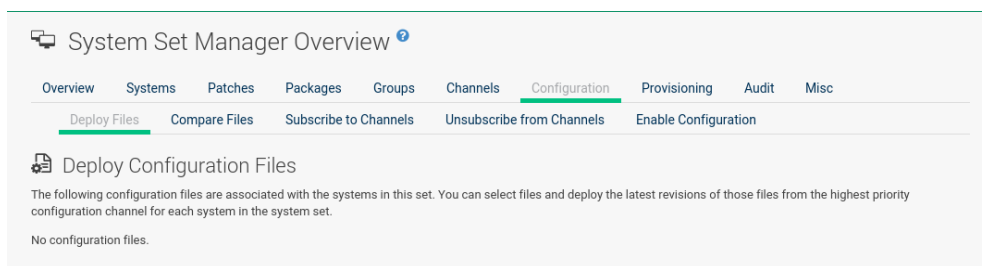 System Set Manager Overview ?
Overview Systems Patches Packages Groups Channels Configuration Provisioning Audit Misc
Deploy Files Compare Files Subscribe to Channels Unsubscribe from Channels Enable Configuration
Deploy Configuration Files
The following configuration files are associated with the systems in this set. You can select files and deploy the latest revisions of those files from the highest priority
configuration channel for each system in the system set.
No configuration files.